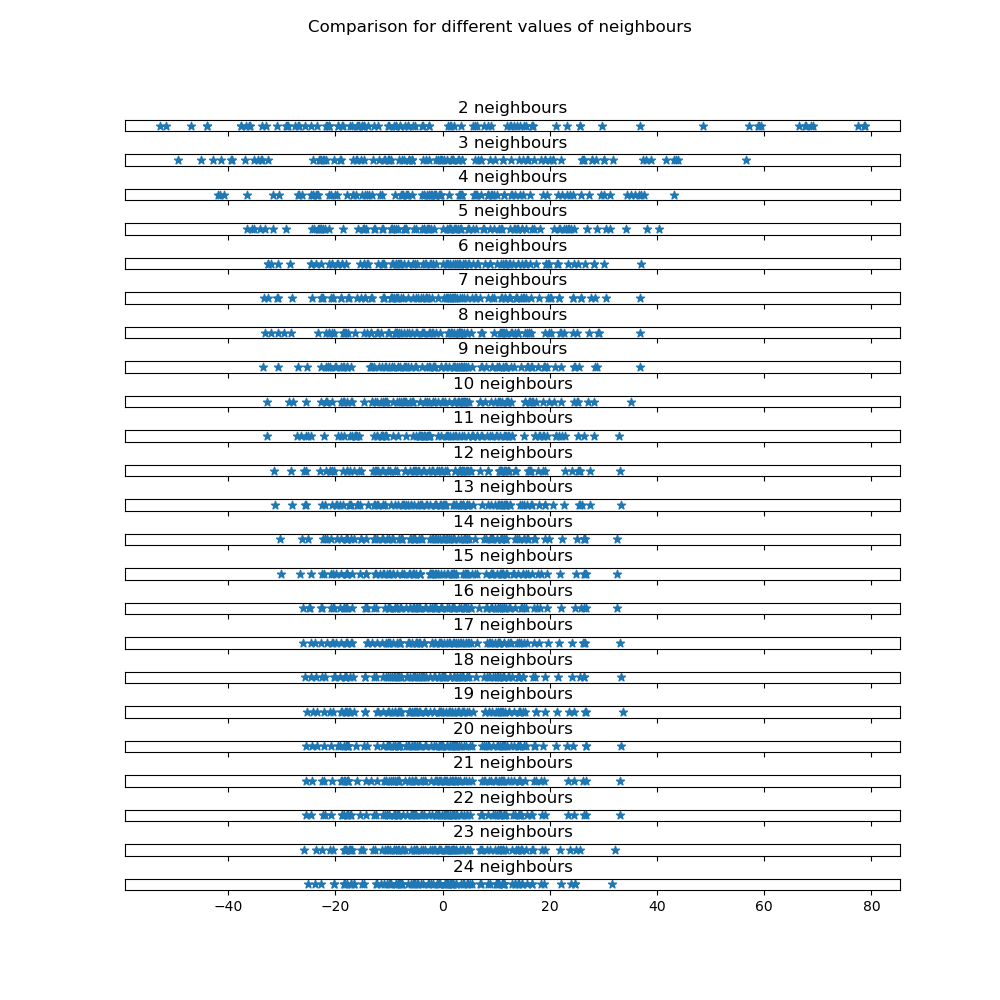 Comparison for different values of neighbours
2 neighbours
3 neighbours
4 neighbours
5 neighbours
6 neighbours
7 neighbours
8 neighbours
9 neighbours
10 neighbours
11 neighbours
12 neighbours
13 neighbours
14 neighbours
15 neighbours
16 neighbours
17 neighbours
18 neighbours
19 neighbours
20 neighbours
21 neighbours
22 neighbours
23 neighbours
24 neighbours
−40 −20 0 20 40 60 80